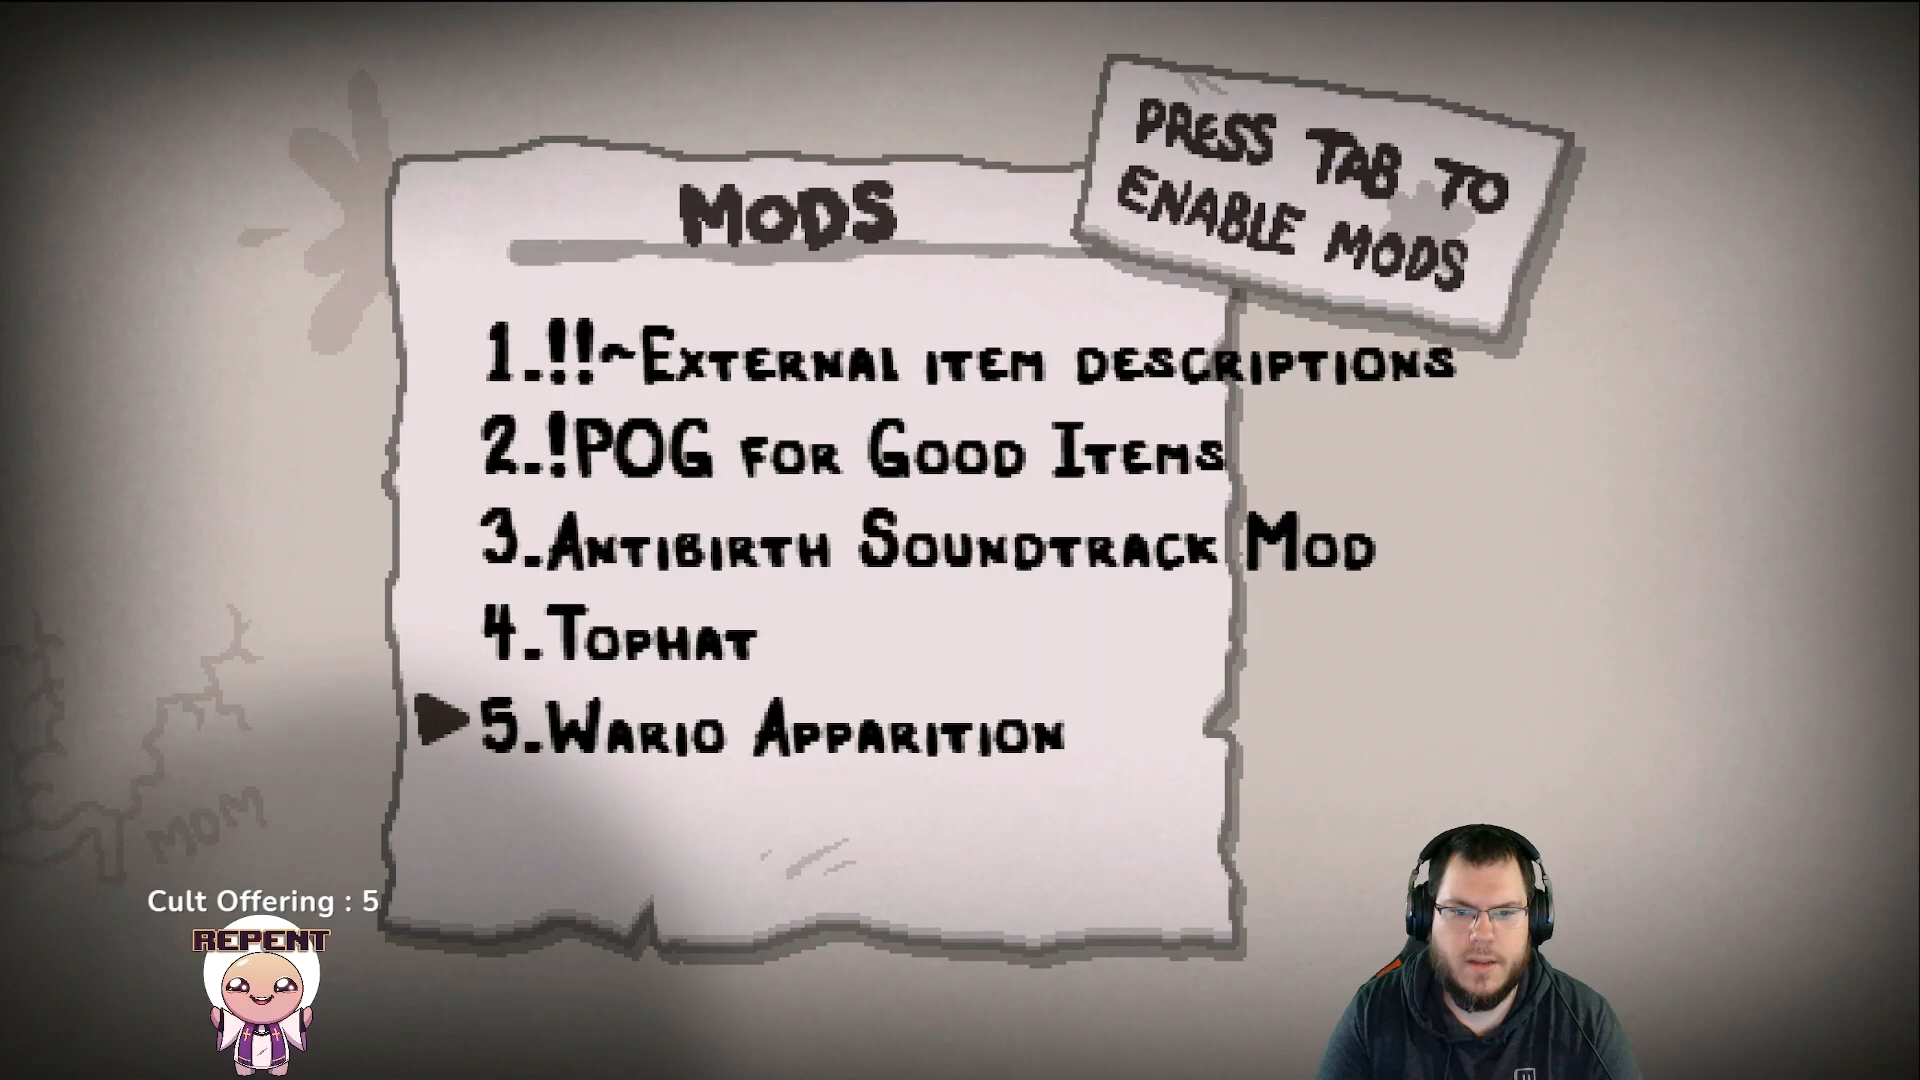 PRESS TAB TO
ENABLE MODS
MODS
1.!!~External item descriptions
2.!POG for Good Items
3.Antibirth Soundtrack Mod
4.Tophat
5.Wario Apparition
MOM
Cult Offering : 5
REPENT